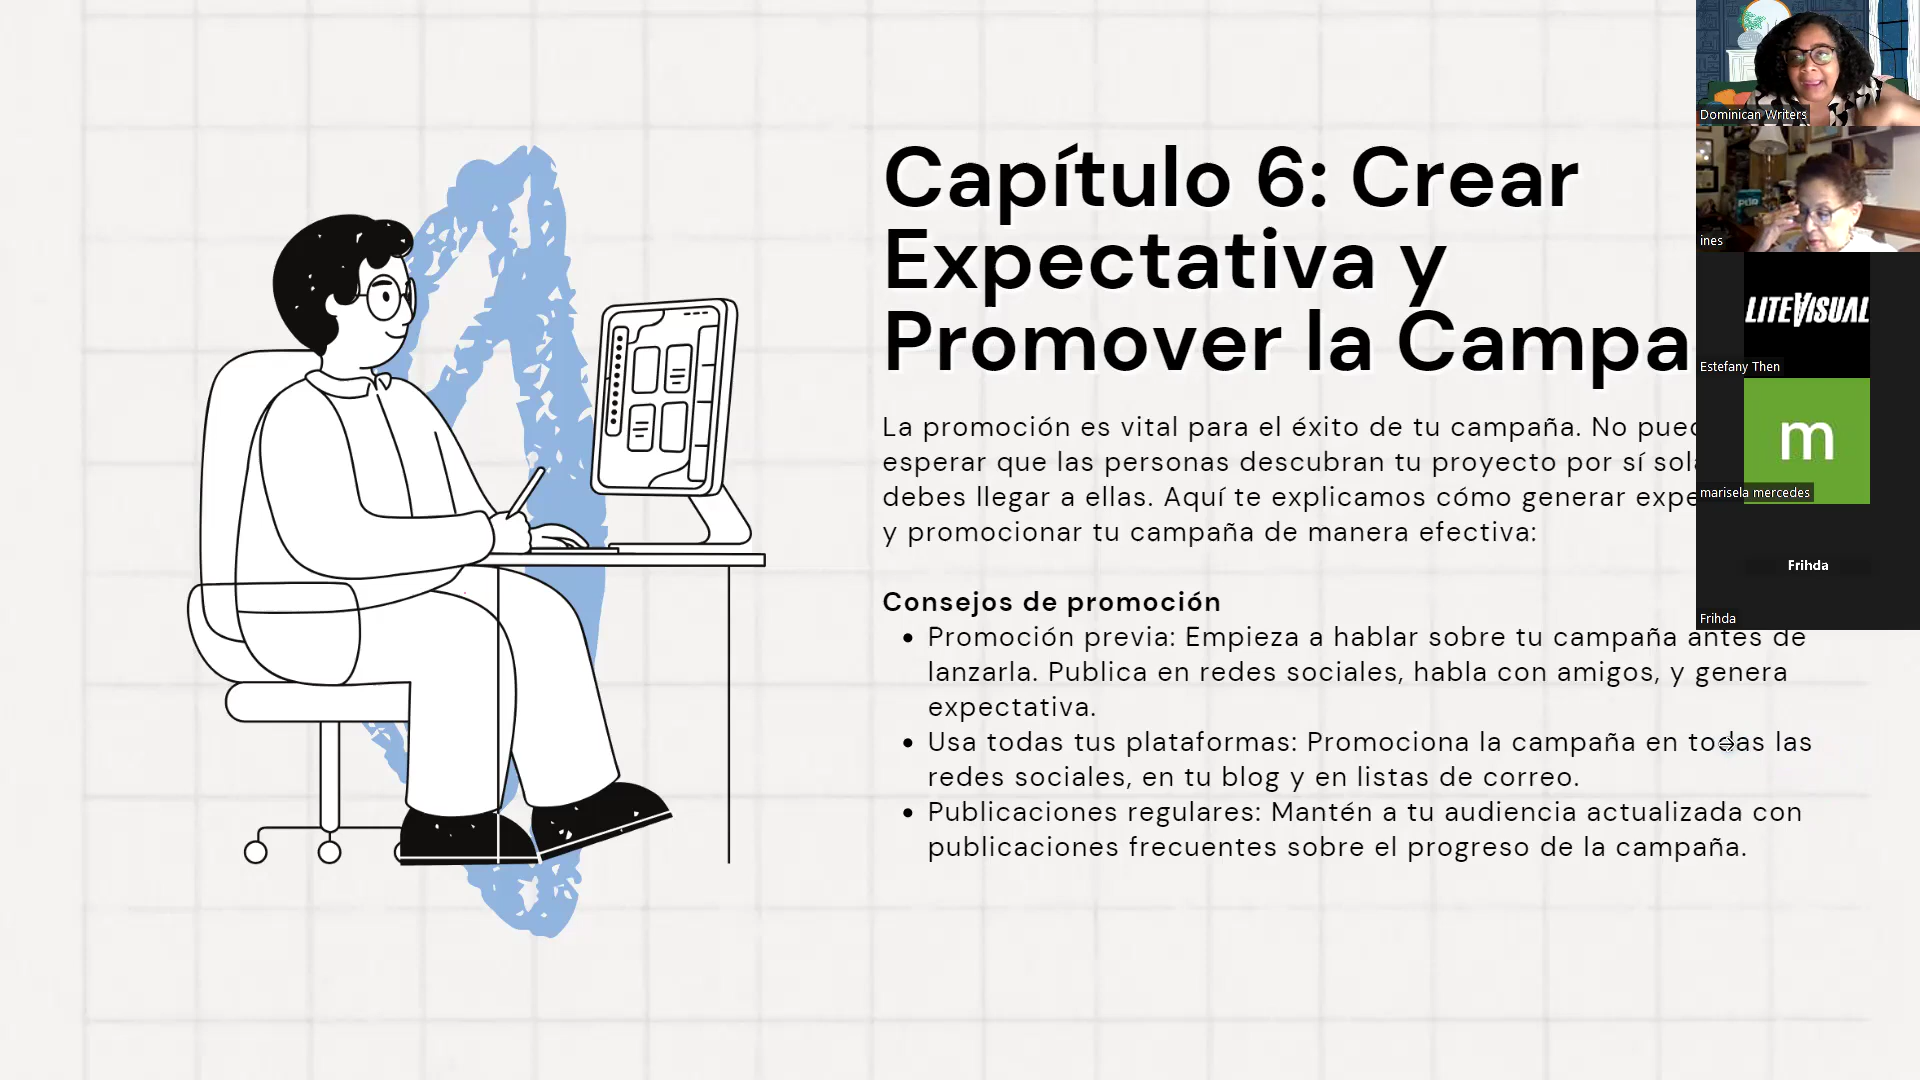 Capítulo 6: Crear
Expectativa y
Promover la Campa
La promoción es vital para el éxito de tu campaña. No
esperar que las personas descubran tu proyecto por sí
debes llegar a ellas. Aquí te explicamos cómo generar
y promocionar tu campaña de manera efectiva:
Consejos de promoción
• Promoción previa: Empieza a hablar sobre tu campaña antes de
lanzarla. Publica en redes sociales, habla con amigos, y genera
expectativa.
• Usa todas tus plataformas: Promociona la campaña en todas las
redes sociales, en tu blog y en listas de correo.
• Publicaciones regulares: Mantén a tu audiencia actualizada con
publicaciones frecuentes sobre el progreso de la campaña.
Dominican Writers
ines
LITEVISUAL
Estefany Then
m
marisela mercedes
Frihda
Frihda